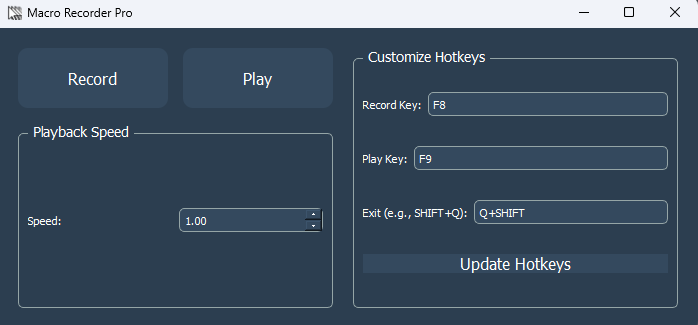 Macro Recorder Pro
Record
Play
Playback Speed
Speed:
1.00
Customize Hotkeys
Record Key:
F8
Play Key:
F9
Exit (e.g., SHIFT+Q):
Q+SHIFT
Update Hotkeys